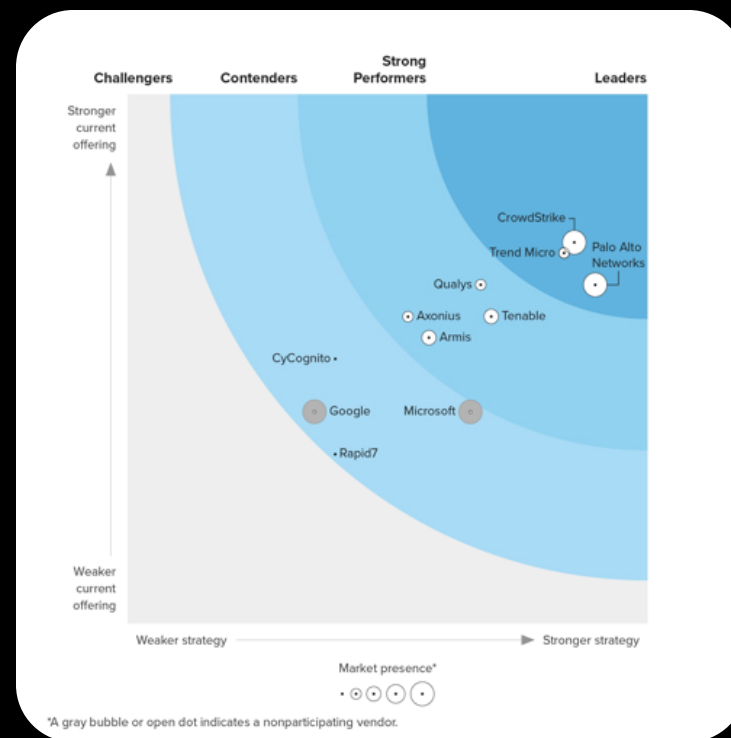 Strong
Challengers Contenders Performers Leaders
Stronger
current
offering
CrowdStrike
Trend Micro
Palo Alto
Networks
Qualys
Axonius
Tenable
Armis
CyCognito
Google
Microsoft
Rapid7
Weaker
current
offering
Weaker strategy
Stronger strategy
Market presence*
*A gray bubble or open dot indicates a nonparticipating vendor.